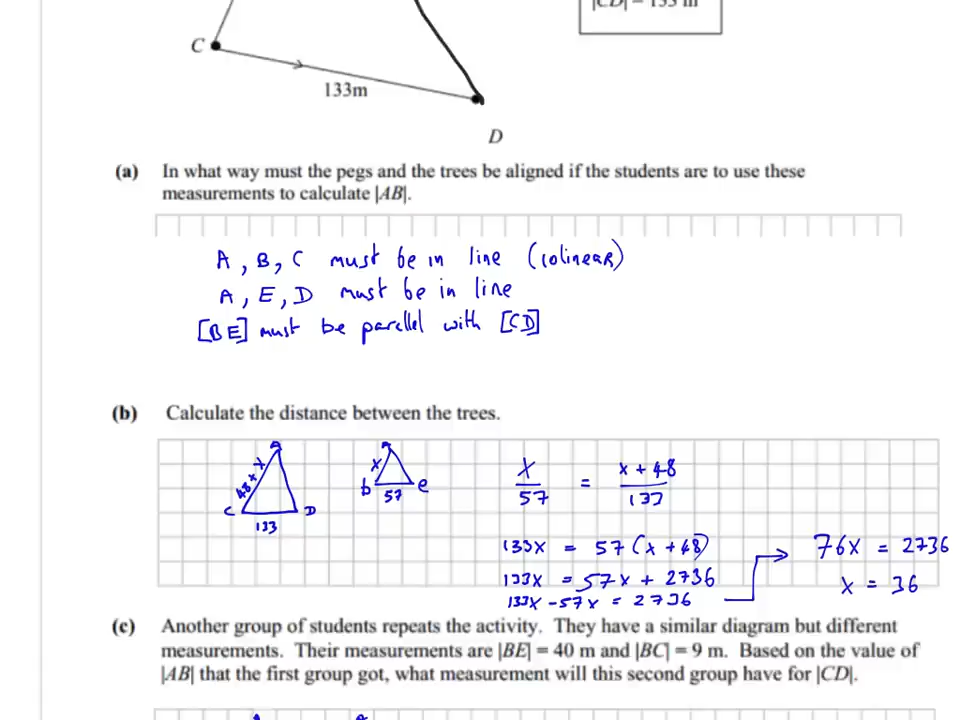 |CD| = 133 m
C
133m
D
(a) In what way must the pegs and the trees be aligned if the students are to use these
measurements to calculate |AB|.
A, B, C must be in line (colinear)
A, E, D must be in line
[BE] must be parallel with [CD]
(b) Calculate the distance between the trees.
A
48 + x
C
D
133
A
x
b
e
57
x/57 = x + 48/133
133x = 57(x + 48)
133x = 57x + 2736
133x - 57x = 2736
76x = 2736
x = 36
(c) Another group of students repeats the activity. They have a similar diagram but different
measurements. Their measurements are |BE| = 40 m and |BC| = 9 m. Based on the value of
|AB| that the first group got, what measurement will this second group have for |CD|.